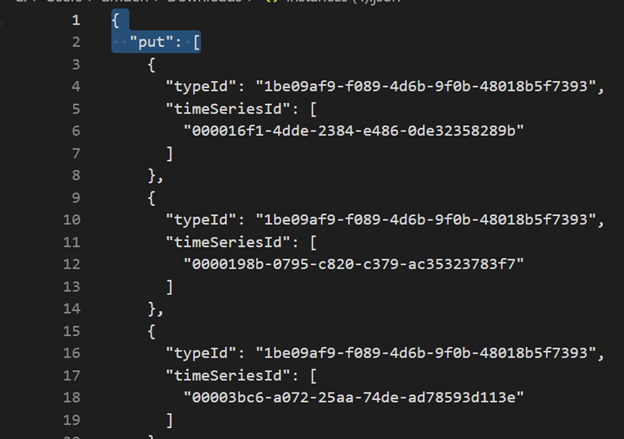 1 {
2 "put": [
3 {
4 "typeId": "1be09af9-f089-4d6b-9f0b-48018b5f7393",
5 "timeSeriesId": [
6 "000016f1-4dde-2384-e486-0de32358289b"
7 ]
8 },
9 {
10 "typeId": "1be09af9-f089-4d6b-9f0b-48018b5f7393",
11 "timeSeriesId": [
12 "0000198b-0795-c820-c379-ac35323783f7"
13 ]
14 },
15 {
16 "typeId": "1be09af9-f089-4d6b-9f0b-48018b5f7393",
17 "timeSeriesId": [
18 "00003bc6-a072-25aa-74de-ad78593d113e"
19 ]